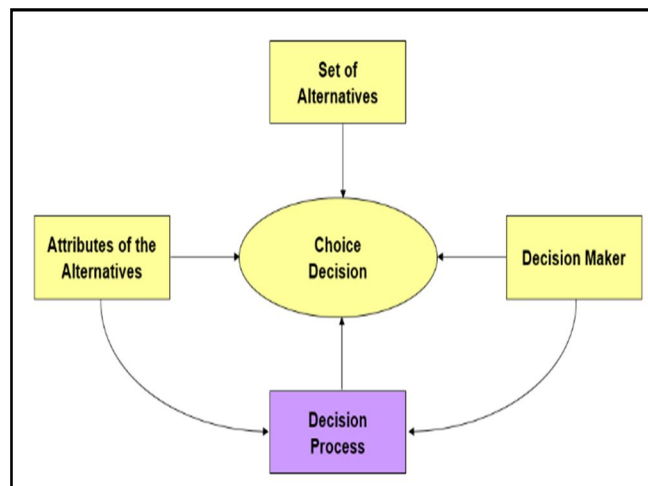 Set of
Alternatives
Attributes of the
Alternatives
Choice
Decision
Decision Maker
Decision
Process